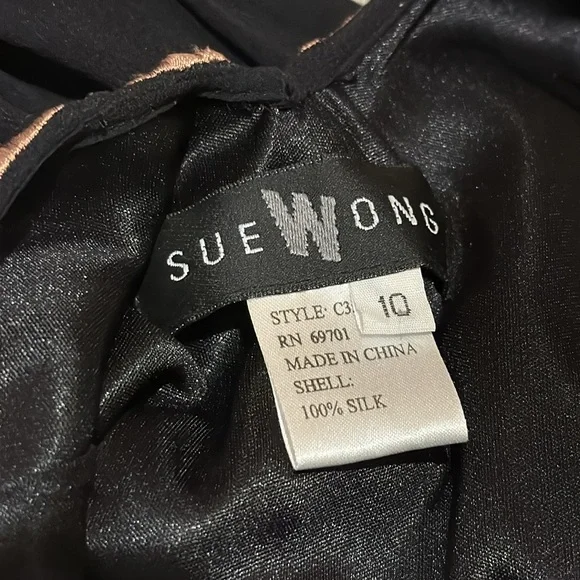 SUE WONG
10
STYLE: C3
RN 69701
MADE IN CHINA
SHELL:
100% SILK